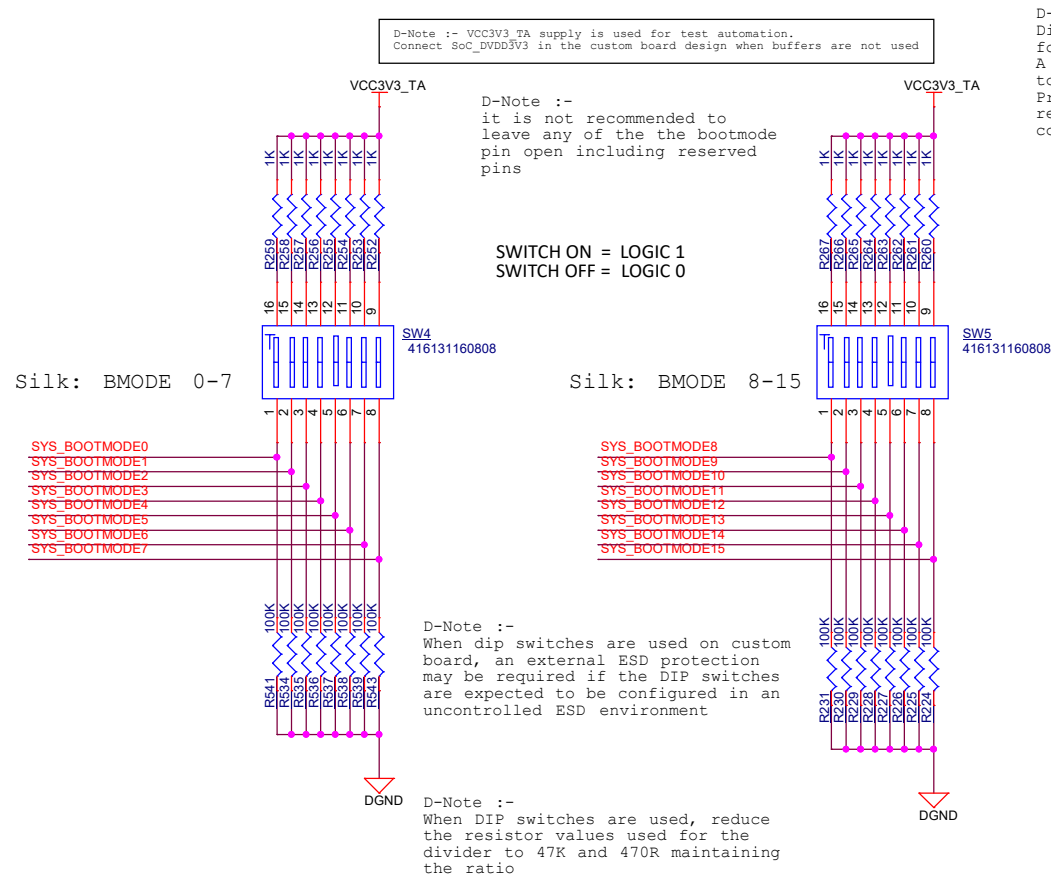 D-Note :- VCC3V3_TA supply is used for test automation.
Connect SoC_DVDD3V3 in the custom board design when buffers are not used
D-
Di
fo
A
to
Pr
re
co
VCC3V3_TA
VCC3V3_TA
D-Note :-
it is not recommended to
leave any of the the bootmode
pin open including reserved
pins
1K 1K 1K 1K 1K 1K 1K 1K
R259 R258 R257 R256 R255 R254 R253 R252
1K 1K 1K 1K 1K 1K 1K 1K
R267 R266 R265 R264 R263 R262 R261 R260
SWITCH ON = LOGIC 1
SWITCH OFF = LOGIC 0
16 15 14 13 12 11 10 9
SW4
416131160808
16 15 14 13 12 11 10 9
SW5
416131160808
Silk: BMODE 0-7
Silk: BMODE 8-15
1 2 3 4 5 6 7 8
1 2 3 4 5 6 7 8
SYS_BOOTMODE0
SYS_BOOTMODE1
SYS_BOOTMODE2
SYS_BOOTMODE3
SYS_BOOTMODE4
SYS_BOOTMODE5
SYS_BOOTMODE6
SYS_BOOTMODE7
SYS_BOOTMODE8
SYS_BOOTMODE9
SYS_BOOTMODE10
SYS_BOOTMODE11
SYS_BOOTMODE12
SYS_BOOTMODE13
SYS_BOOTMODE14
SYS_BOOTMODE15
100K 100K 100K 100K 100K 100K 100K 100K
R541 R534 R535 R536 R537 R538 R539 R543
100K 100K 100K 100K 100K 100K 100K 100K
R231 R230 R229 R228 R227 R226 R225 R224
D-Note :-
When dip switches are used on custom
board, an external ESD protection
may be required if the DIP switches
are expected to be configured in an
uncontrolled ESD environment
DGND
DGND
D-Note :-
When DIP switches are used, reduce
the resistor values used for the
divider to 47K and 470R maintaining
the ratio